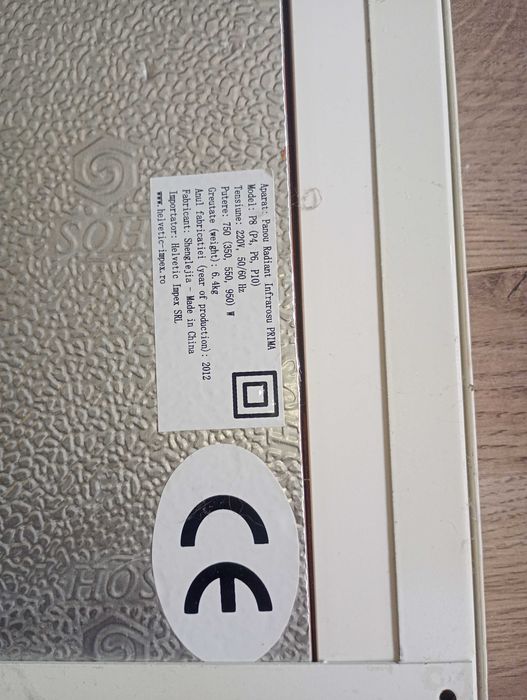 Aparat: Panou Radiant Infrarosu PRIMA
Model: P8 (P4, P6, P10)
Tensiune: 220V, 50/60 Hz
Putere: 750 (350, 550, 950) W
Greutate (weight): 6.4kg
Anul fabricatiei (year of production): 2012
Fabricant: Shenglejia - Made in China
Importator: Helvetic Impex SRL
www.helvetic-impex.ro
CE
HOS